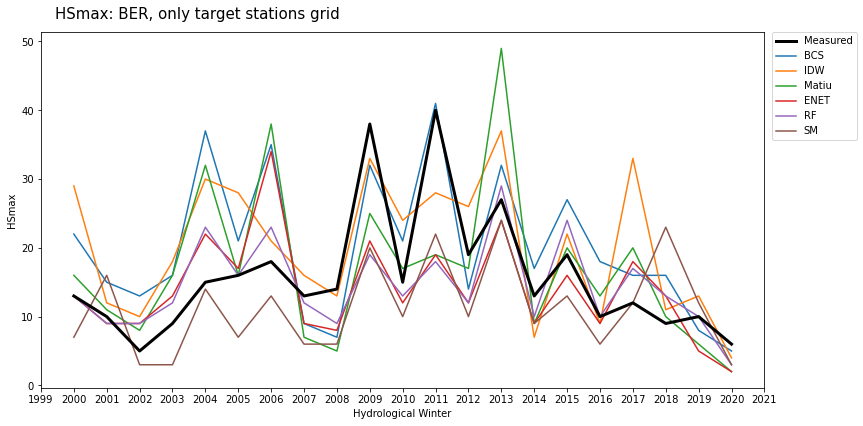 HSmax: BER, only target stations grid
50
40
30
20
10
0
HSmax
1999 2000 2001 2002 2003 2004 2005 2006 2007 2008 2009 2010 2011 2012 2013 2014 2015 2016 2017 2018 2019 2020 2021
Hydrological Winter
Measured
BCS
IDW
Matiu
ENET
RF
SM